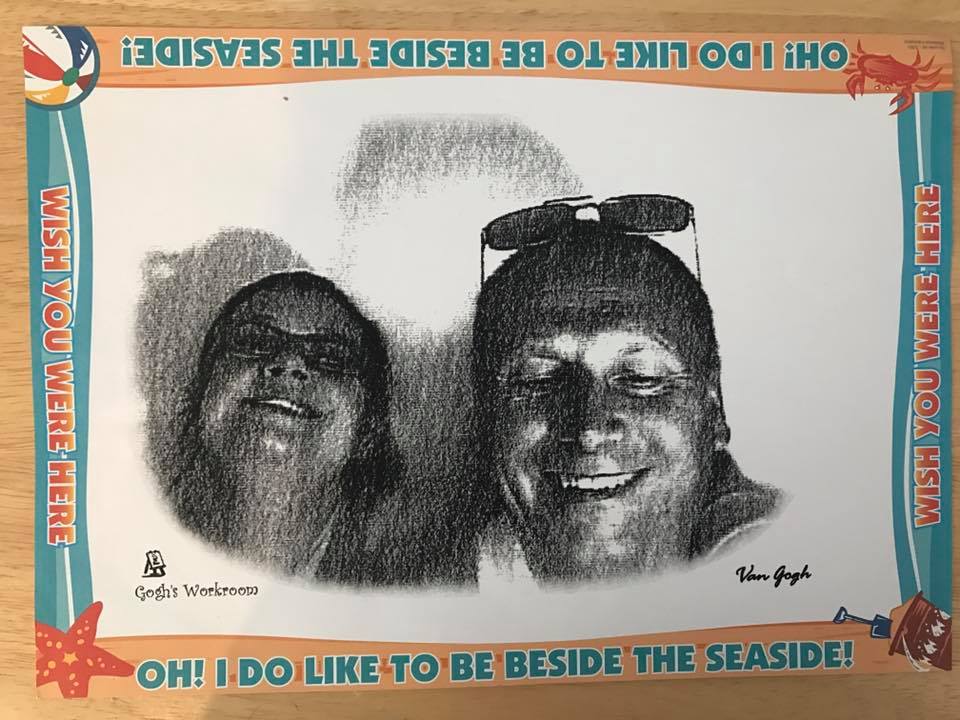 OH! I DO LIKE TO BE BESIDE THE SEASIDE!
WISH YOU WERE HERE
WISH YOU WERE HERE
Gogh's Workroom
Van Gogh
OH! I DO LIKE TO BE BESIDE THE SEASIDE!